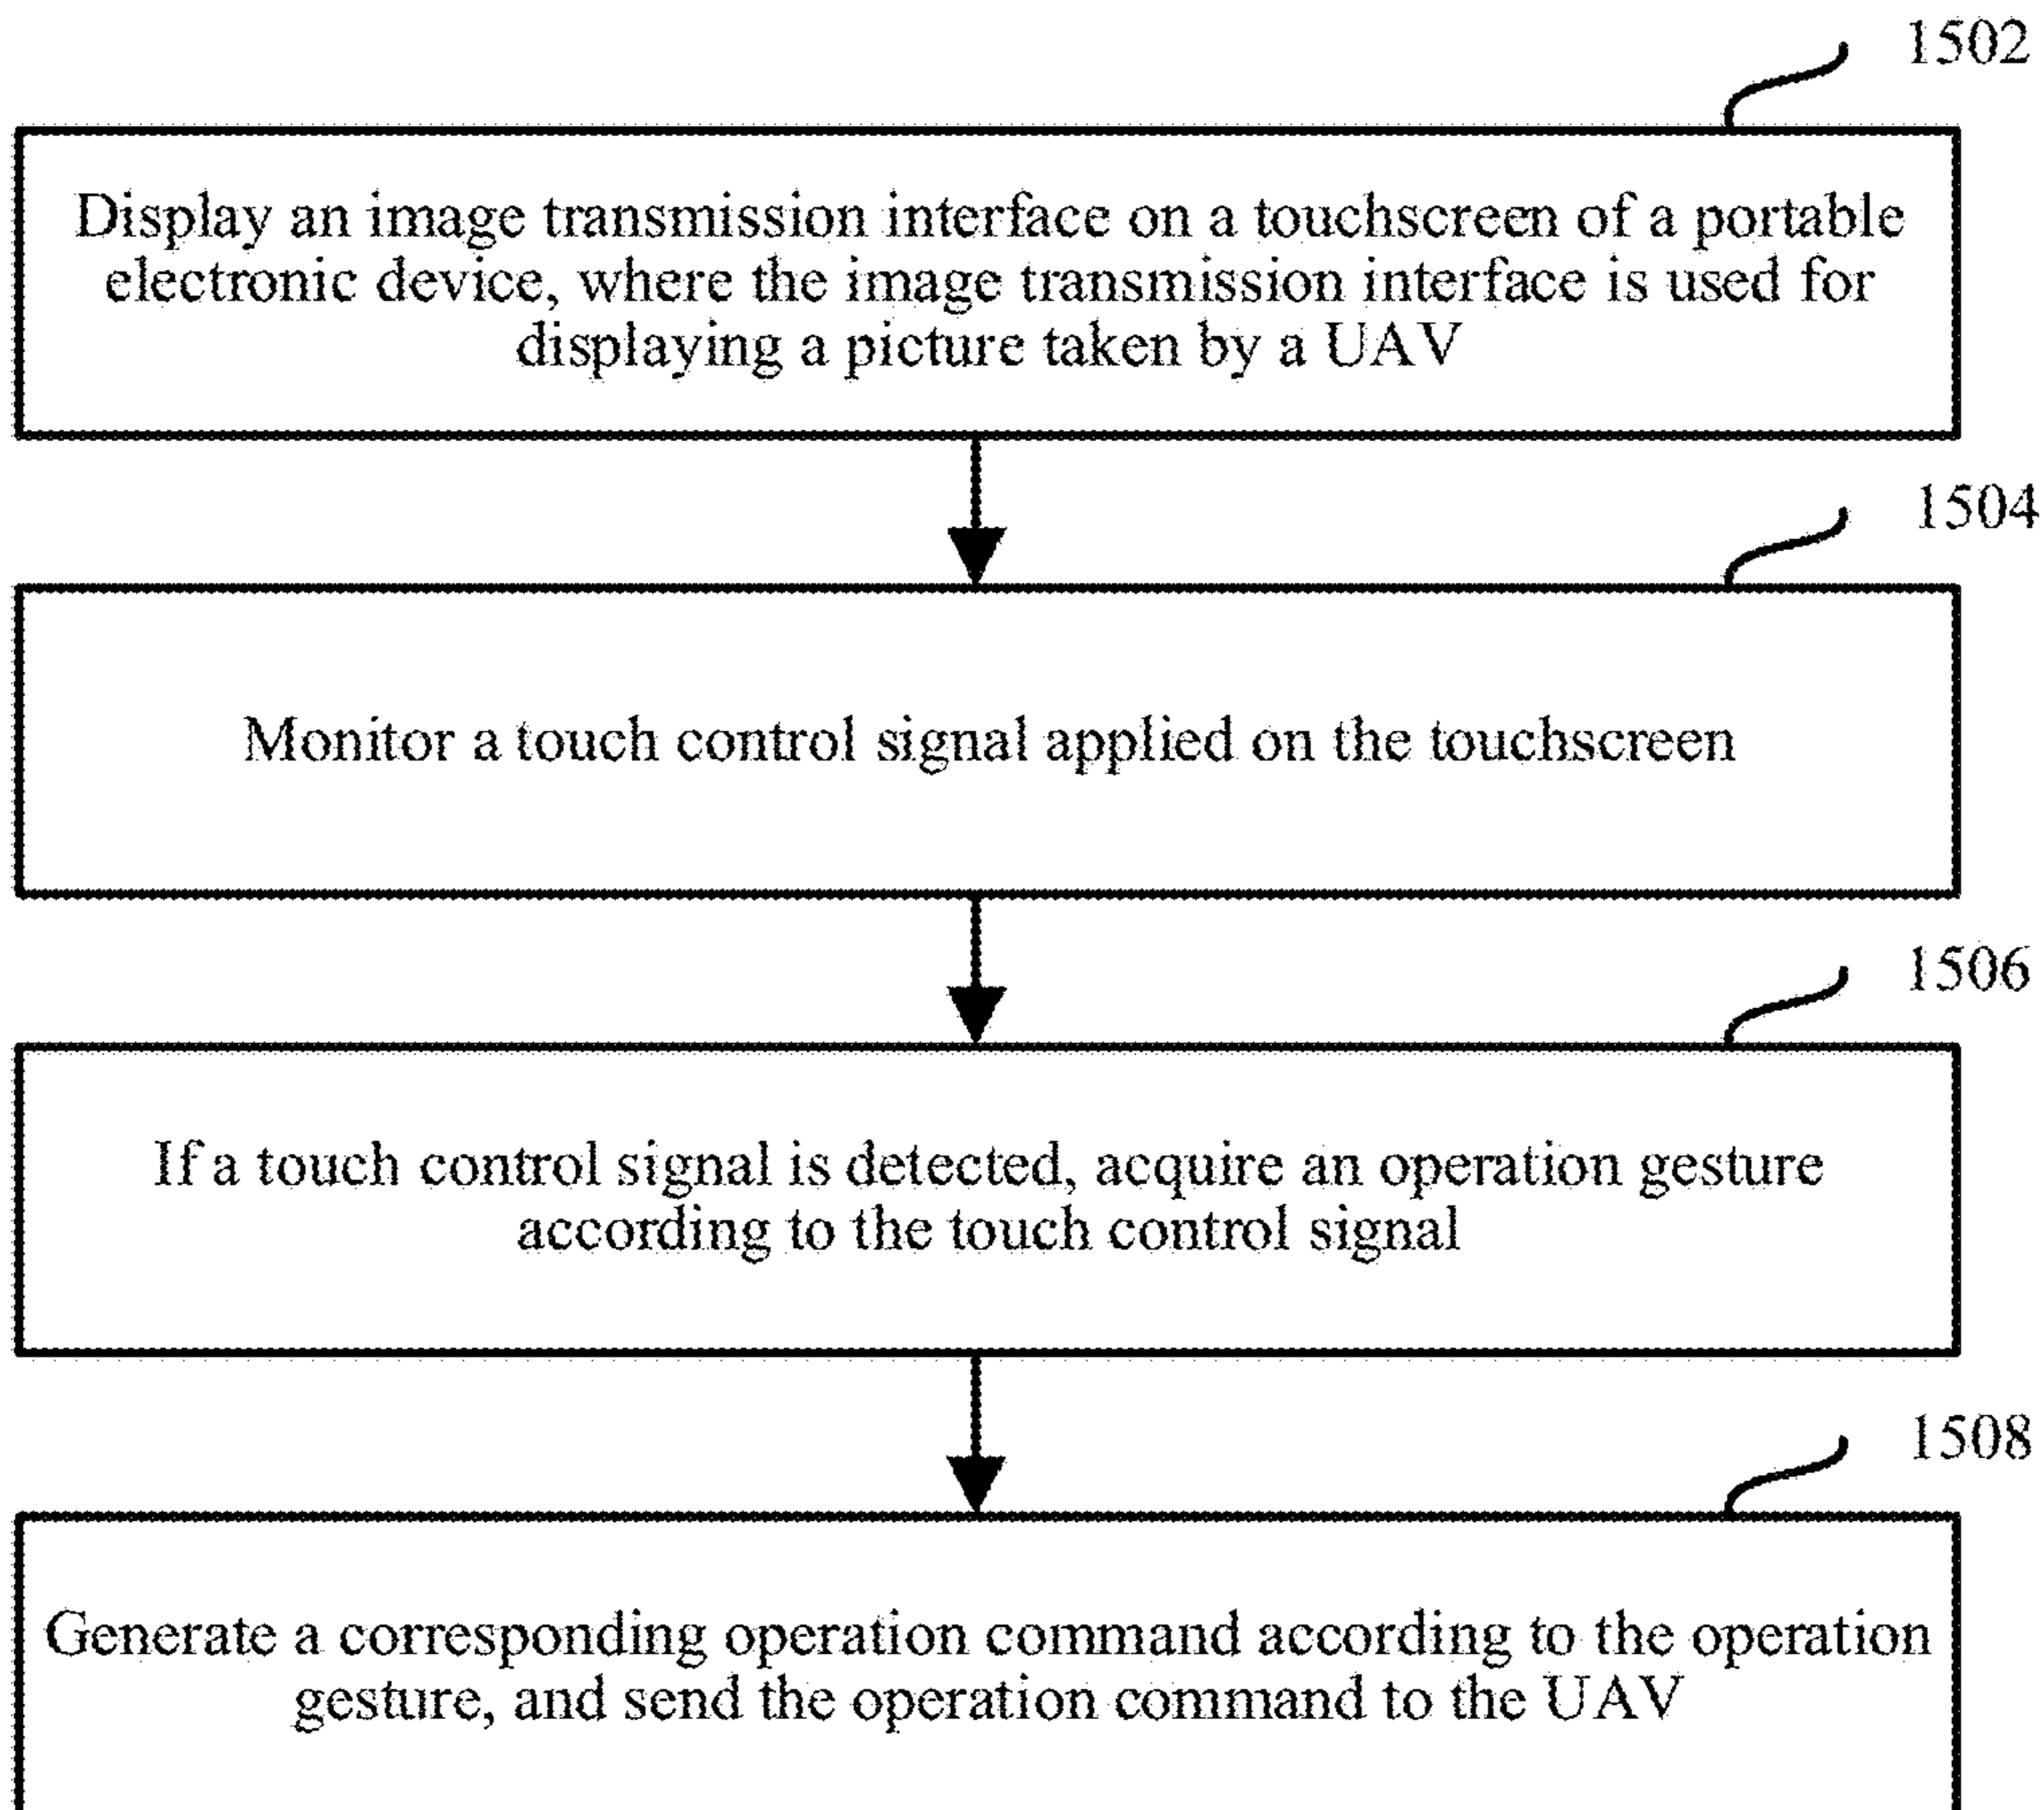 1502
Display an image transmission interface on a touchscreen of a portable
electronic device, where the image transmission interface is used for
displaying a picture taken by a UAV
1504
Monitor a touch control signal applied on the touchscreen
1506
If a touch control signal is detected, acquire an operation gesture
according to the touch control signal
1508
Generate a corresponding operation command according to the operation
gesture, and send the operation command to the UAV